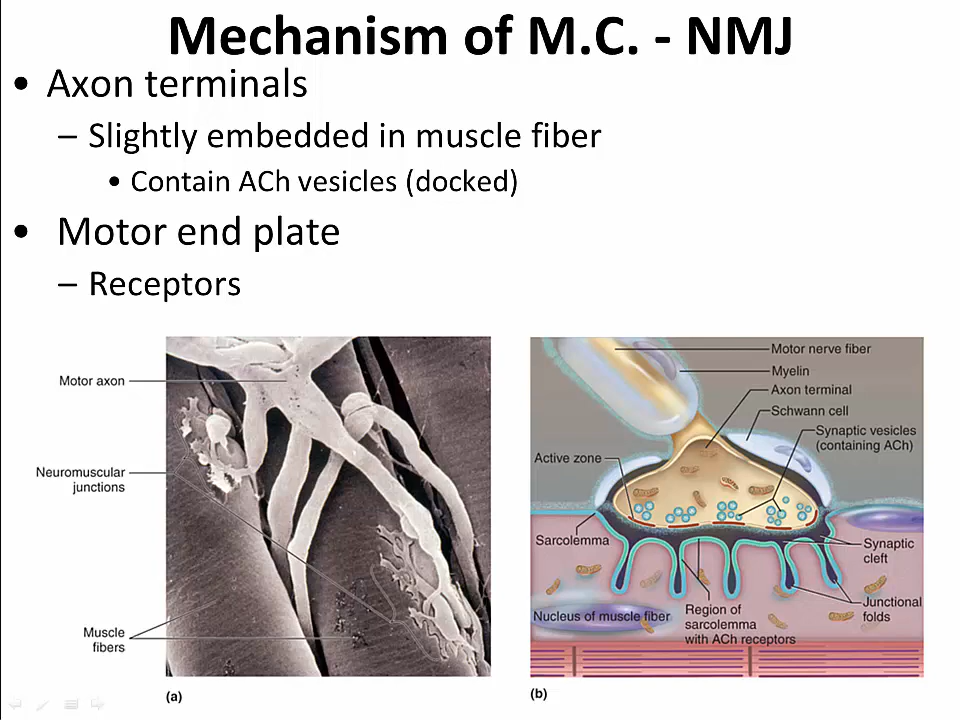 Mechanism of M.C. - NMJ
• Axon terminals
– Slightly embedded in muscle fiber
• Contain ACh vesicles (docked)
• Motor end plate
– Receptors
Motor axon
Neuromuscular
junctions
Muscle
fibers
(a)
Motor nerve fiber
Myelin
Axon terminal
Schwann cell
Synaptic vesicles
(containing ACh)
Active zone
Sarcolemma
Synaptic
cleft
Junctional
folds
Nucleus of muscle fiber
Region of
sarcolemma
with ACh receptors
(b)